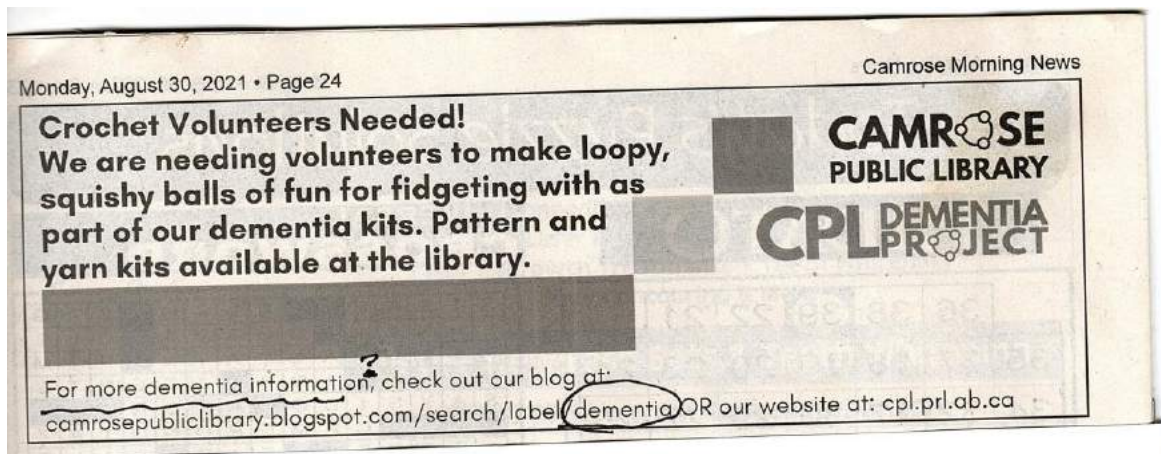 Monday, August 30, 2021 • Page 24
Camrose Morning News
Crochet Volunteers Needed!
We are needing volunteers to make loopy,
squishy balls of fun for fidgeting with as
part of our dementia kits. Pattern and
yarn kits available at the library.
CAMROSE
PUBLIC LIBRARY
CPL DEMENTIA
PROJECT
?
For more dementia information, check out our blog at:
camrosepubliclibrary.blogspot.com/search/label/dementia OR our website at: cpl.prl.ab.ca